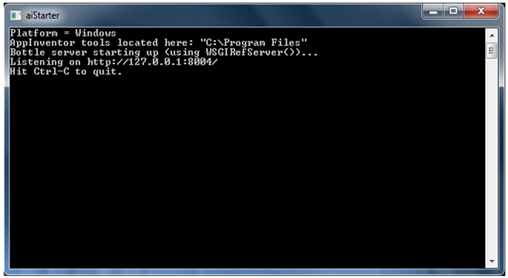 aiStarter
Platform = Windows
AppInventor tools located here: "C:\Program Files"
Bottle server starting up (using WSGIRefServer())...
Listening on http://127.0.0.1:8004/
Hit Ctrl-C to quit.